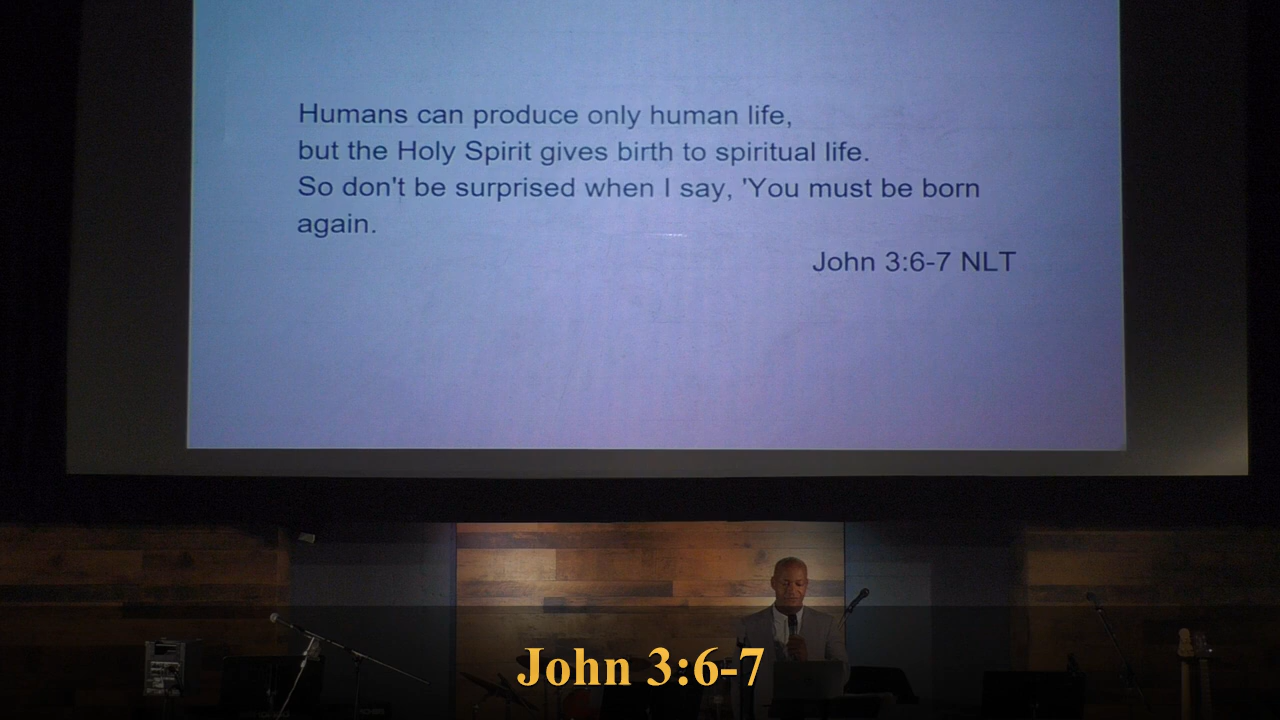 Humans can produce only human life,
but the Holy Spirit gives birth to spiritual life.
So don't be surprised when I say, 'You must be born
again.
John 3:6-7 NLT
John 3:6-7